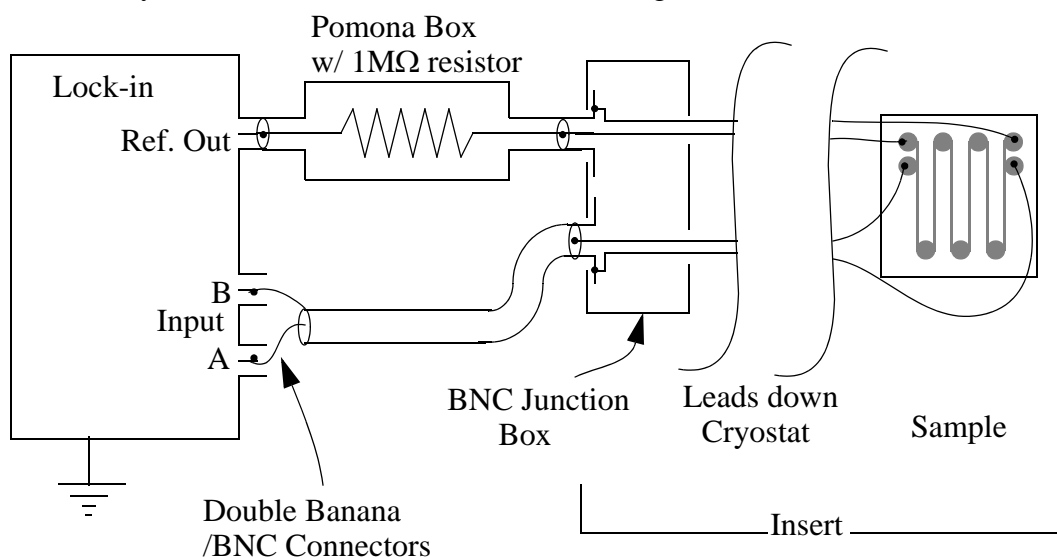 Pomona Box
w/ 1MΩ resistor
Lock-in
Ref. Out
B
Input
A
BNC Junction
Box
Leads down
Cryostat
Sample
Double Banana
/BNC Connectors
Insert